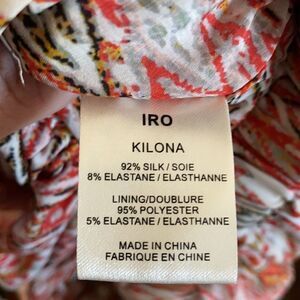 IRO
KILONA
92% SILK / SOIE
8% ELASTANE / ELASTHANNE
LINING/DOUBLURE
95% POLYESTER
5% ELASTANE / ELASTHANNE
MADE IN CHINA
FABRIQUE EN CHINE